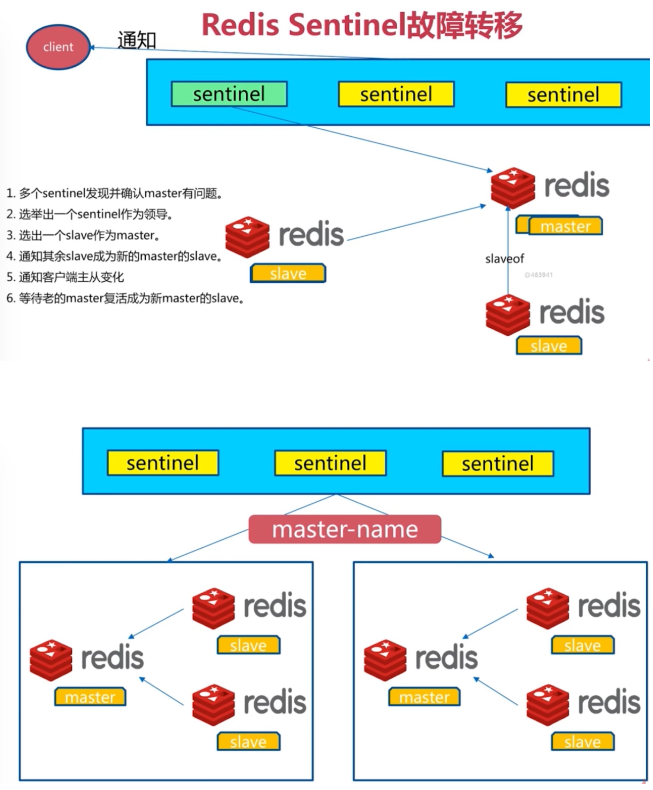 Redis Sentinel故障转移
client
通知
sentinel
sentinel
sentinel
1. 多个sentinel发现并确认master有问题。
2. 选举出一个sentinel作为领导。
3. 选出一个slave作为master。
4. 通知其余slave成为新的master的slave。
5. 通知客户端主从变化
6. 等待老的master复活成为新master的slave。
redis
slave
redis
master
slaveof
@483841
redis
slave
sentinel
sentinel
sentinel
master-name
redis
slave
redis
master
redis
slave
redis
slave
redis
master
redis
slave